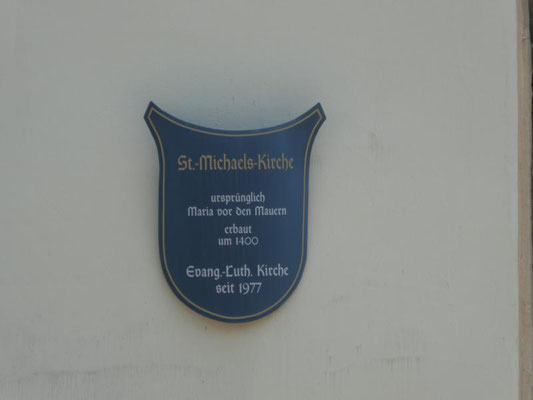 St.-Michaels-Kirche
ursprünglich
Maria vor den Mauern
erbaut
um 1400
Evang.-Luth. Kirche
seit 1977